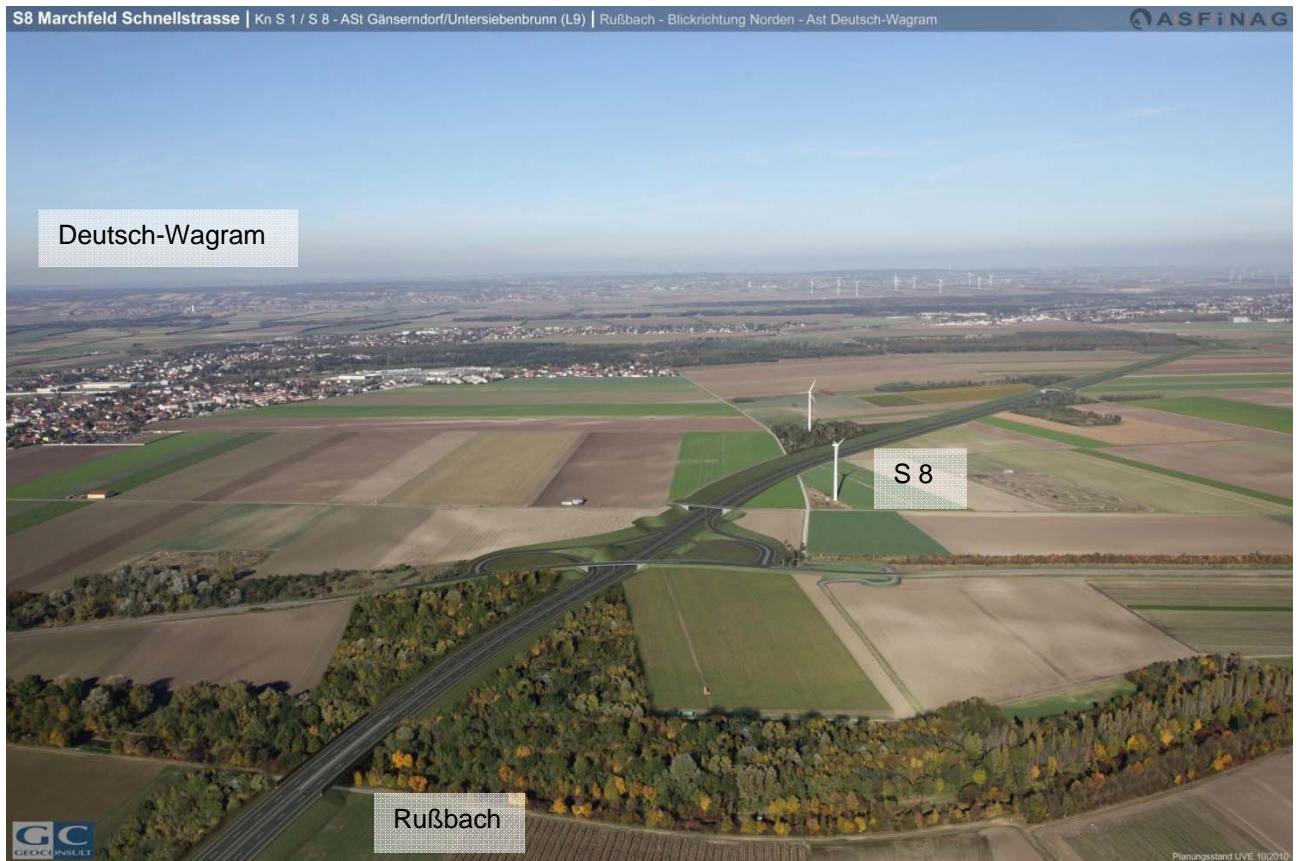 S8 Marchfeld Schnellstrasse | Kn S 1 / S 8 - ASt Gänserndorf/Untersiebenbrunn (L9) | Rußbach - Blickrichtung Norden - Ast Deutsch-Wagram
ASFiNAG
Deutsch-Wagram
S 8
Rußbach
GC
GEOCONSULT
Planungsstand UVE 10|2010